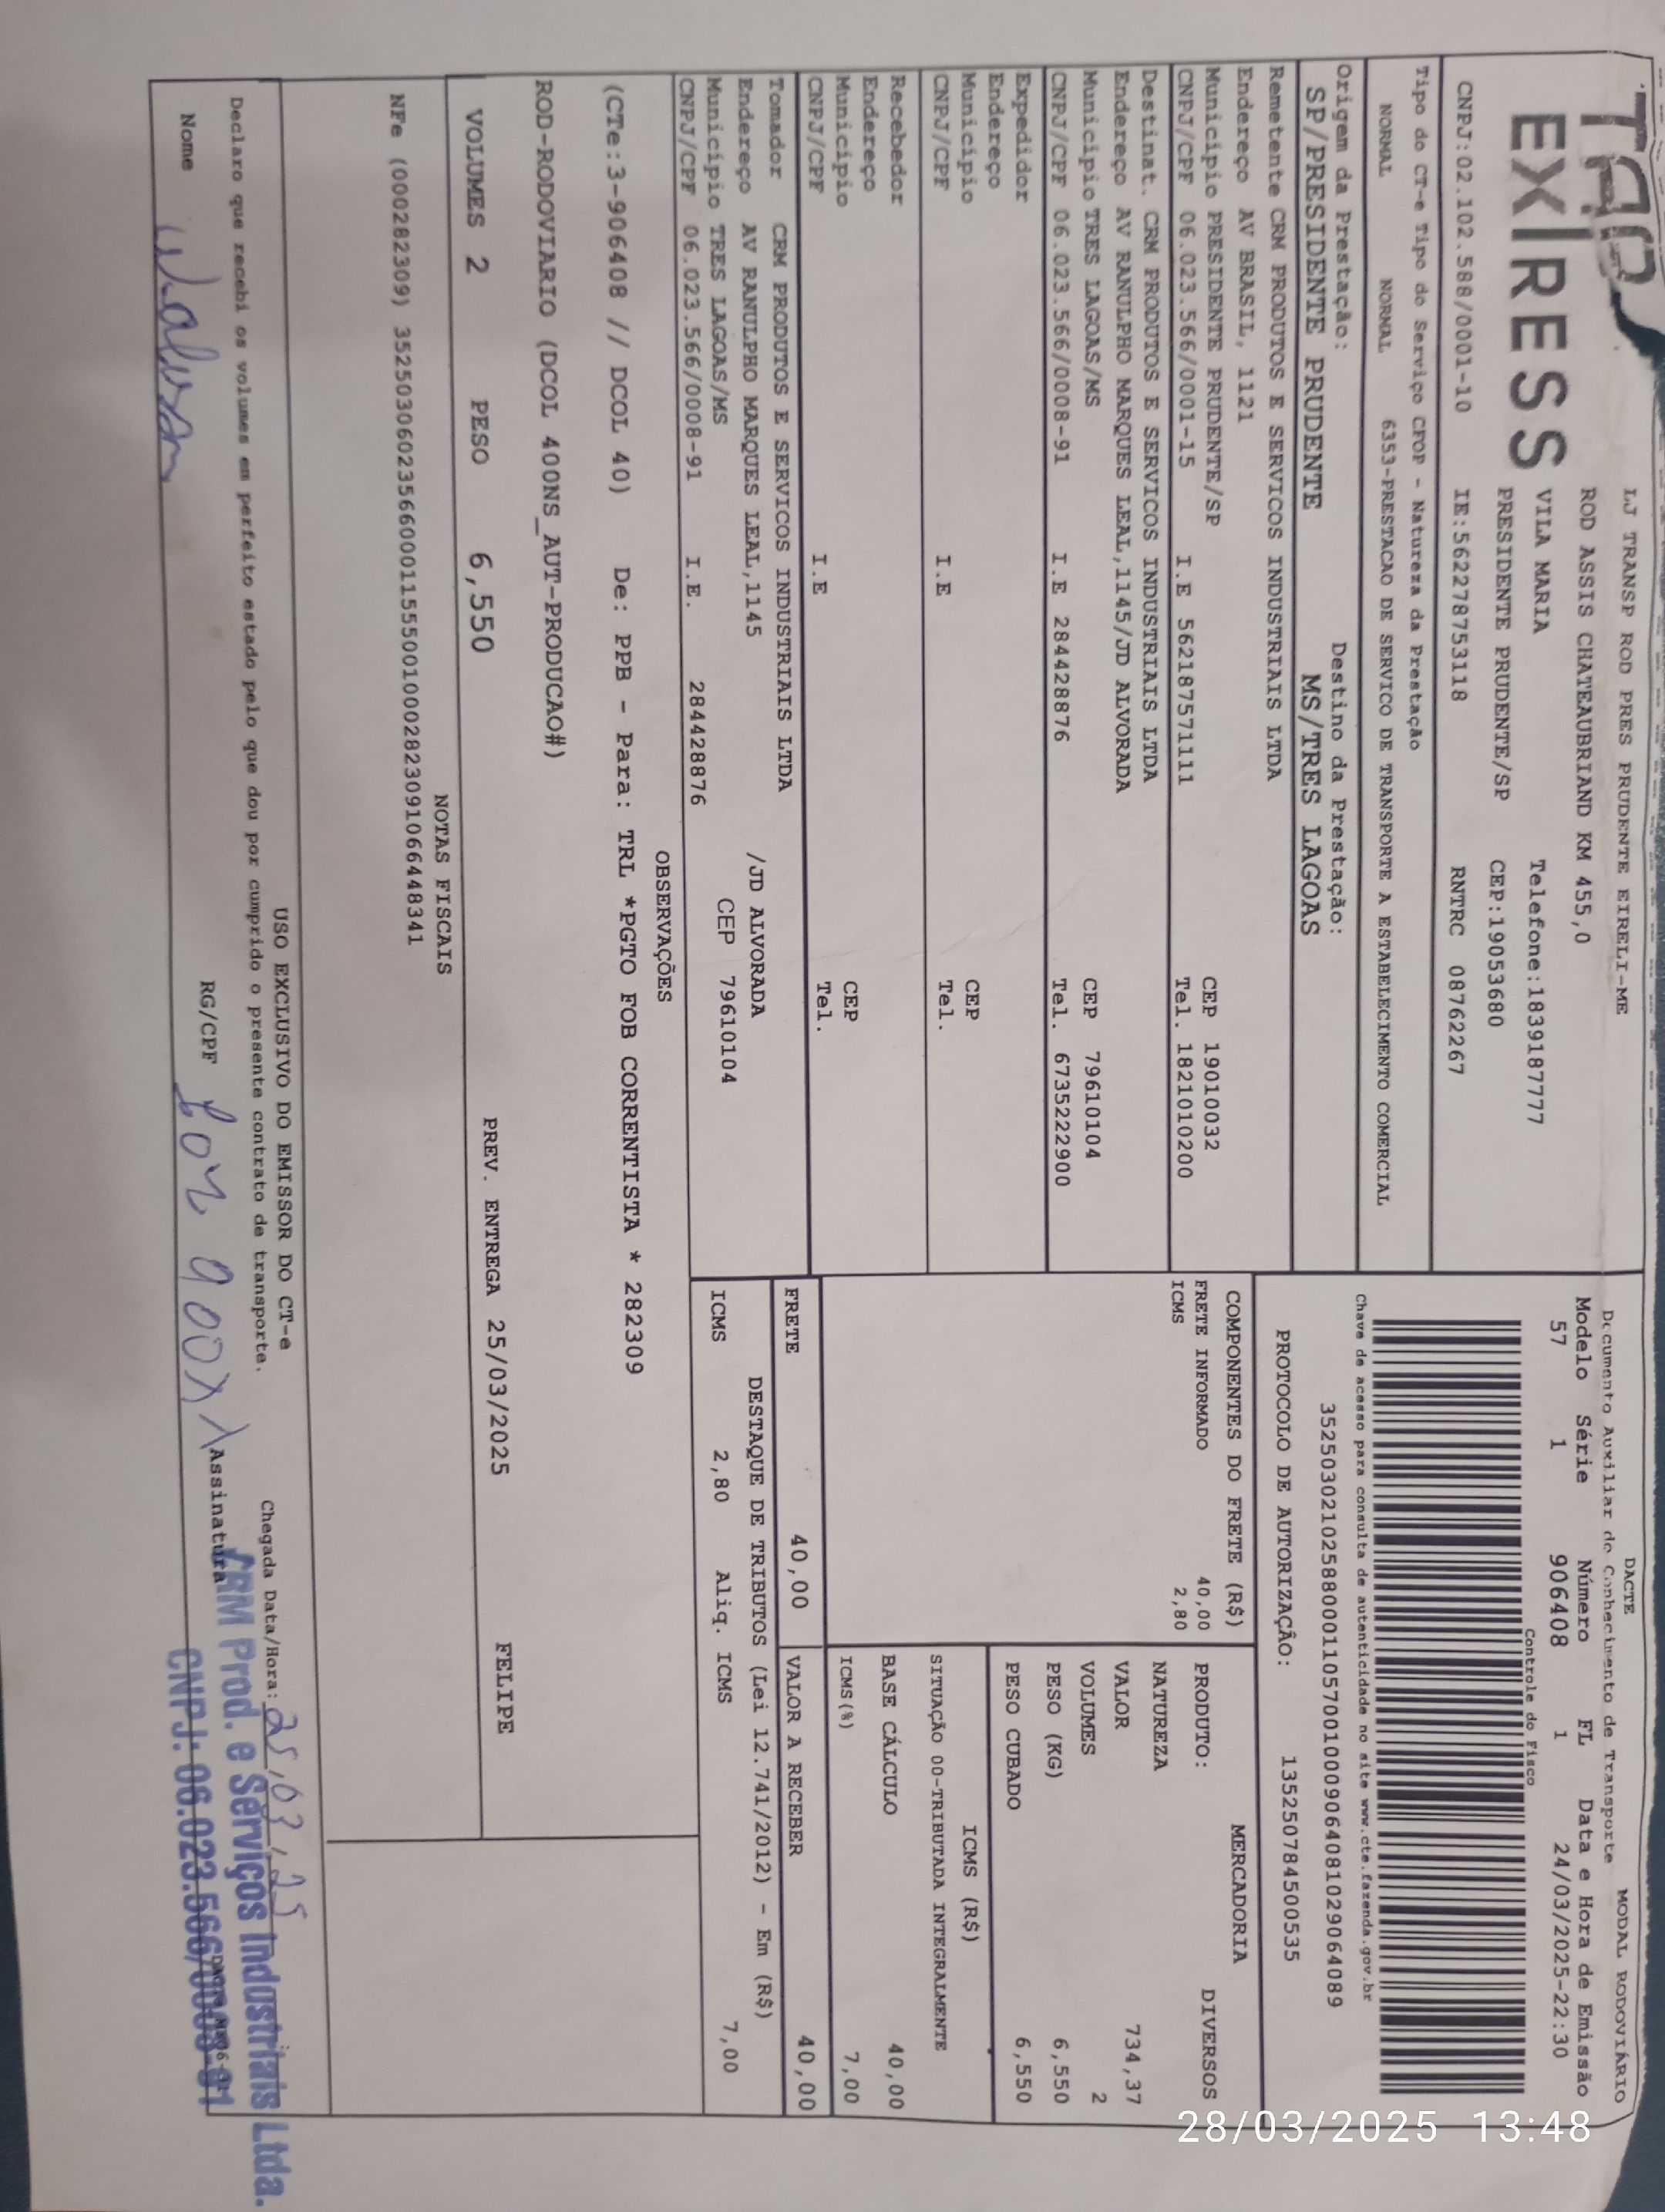 EX RESS
LJ TRANSP ROD PRES PRUDENTE EIRELI-ME
ROD ASSIS CHATEAUBRIAND KM 455,0
VILA MARIA Telefone:1839187777
PRESIDENTE PRUDENTE/SP CEP:19053680
CNPJ:02.102.588/0001-10 IE:562278753118 RNTRC 08762267
DACTE MODAL RODOVIÁRIO
Documento Auxiliar do Conhecimento de Transporte
Modelo Série Número FL Data e Hora de Emissão
57 1 906408 1 24/03/2025-22:30
Controle do Fisco
Tipo do CT-e Tipo do Serviço CFOP - Natureza da Prestação
NORMAL NORMAL 6353-PRESTACAO DE SERVICO DE TRANSPORTE A ESTABELECIMENTO COMERCIAL
Chave de acesso para consulta de autenticidade no site www.cte.fazenda.gov.br
35250302102588000110570010009064081029064089
Origem da Prestação: Destino da Prestação:
SP/PRESIDENTE PRUDENTE MS/TRES LAGOAS
PROTOCOLO DE AUTORIZAÇÃO: 135250784500535
Remetente CRM PRODUTOS E SERVICOS INDUSTRIAIS LTDA
Endereço AV BRASIL, 1121
Municipio PRESIDENTE PRUDENTE/SP CEP 19010032
CNPJ/CPF 06.023.566/0001-15 I.E 562187571111 Tel. 1821010200
Destinat. CRM PRODUTOS E SERVICOS INDUSTRIAIS LTDA
Endereço AV RANULPHO MARQUES LEAL,1145/JD ALVORADA
Municipio TRES LAGOAS/MS CEP 79610104
CNPJ/CPF 06.023.566/0008-91 I.E 284428876 Tel. 6735222900
Expedidor
Endereço
Municipio CEP
CNPJ/CPF I.E Tel.
Recebedor
Endereço
Municipio CEP
CNPJ/CPF I.E Tel.
Tomador CRM PRODUTOS E SERVICOS INDUSTRIAIS LTDA
Endereço AV RANULPHO MARQUES LEAL,1145 /JD ALVORADA
Municipio TRES LAGOAS/MS CEP 79610104
CNPJ/CPF 06.023.566/0008-91 I.E. 284428876
COMPONENTES DO FRETE (R$)
FRETE INFORMADO 40,00
ICMS 2,80
MERCADORIA
PRODUTO: DIVERSOS
NATUREZA
VALOR 734,37
VOLUMES 2
PESO (KG) 6,550
PESO CUBADO 6,550
ICMS (R$)
SITUAÇÃO 00-TRIBUTADA INTEGRALMENTE
BASE CÁLCULO 40,00
ICMS(%) 7,00
FRETE 40,00 VALOR A RECEBER 40,00
DESTAQUE DE TRIBUTOS (Lei 12.741/2012) - Em (R$)
ICMS 2,80 Aliq. ICMS 7,00
OBSERVAÇÕES
(CTe:3-906408 // DCOL 40) De: PPB - Para: TRL *PGTO FOB CORRENTISTA * 282309
ROD-RODOVIARIO (DCOL 400NS_AUT-PRODUCAO#)
VOLUMES 2 PESO 6,550 PREV. ENTREGA 25/03/2025 FELIPE
NOTAS FISCAIS
NFe (000282309) 35250306023566000115550010002823091066448341
USO EXCLUSIVO DO EMISSOR DO CT-e
Declaro que recebi os volumes em perfeito estado pelo que dou por cumprido o presente contrato de transporte.
Chegada Data/Hora: 25,03,25
Nome RG/CPF Assinatura
CRM Prod. e Serviços Industriais Ltda.
CNPJ: 06.023.566/0008-91
28/03/2025 13:48